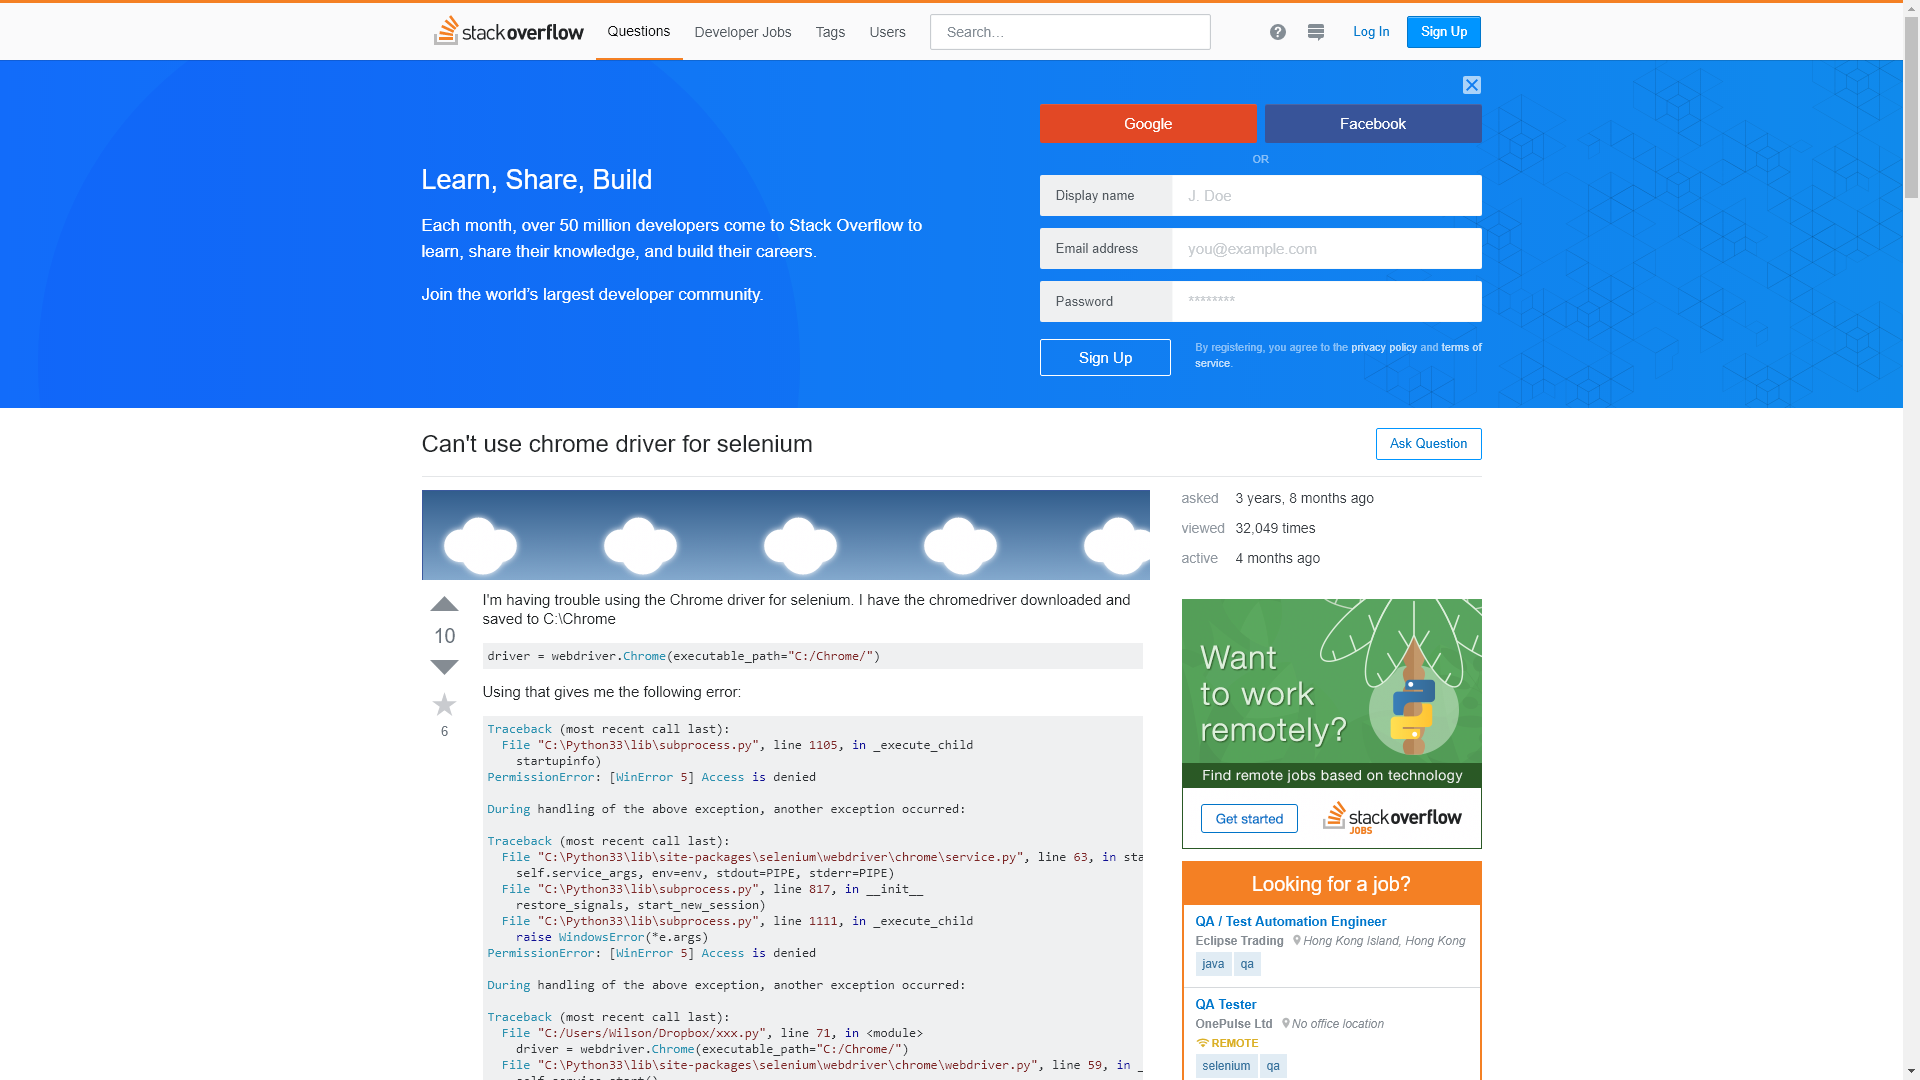 stackoverflow Questions Developer Jobs Tags Users Search... Log In Sign Up
Google Facebook
OR
Learn, Share, Build
Each month, over 50 million developers come to Stack Overflow to
learn, share their knowledge, and build their careers.
Join the world’s largest developer community.
Display name J. Doe
Email address you@example.com
Password ********
Sign Up
By registering, you agree to the privacy policy and terms of
service.
Can't use chrome driver for selenium
Ask Question
10
6
I'm having trouble using the Chrome driver for selenium. I have the chromedriver downloaded and
saved to C:\Chrome
driver = webdriver.Chrome(executable_path="C:/Chrome/")
Using that gives me the following error:
Traceback (most recent call last):
File "C:\Python33\lib\subprocess.py", line 1105, in _execute_child
startupinfo)
PermissionError: [WinError 5] Access is denied
During handling of the above exception, another exception occurred:
Traceback (most recent call last):
File "C:\Python33\lib\site-packages\selenium\webdriver\chrome\service.py", line 63, in sta
self.service_args, env=env, stdout=PIPE, stderr=PIPE)
File "C:\Python33\lib\subprocess.py", line 817, in __init__
restore_signals, start_new_session)
File "C:\Python33\lib\subprocess.py", line 1111, in _execute_child
raise WindowsError(*e.args)
PermissionError: [WinError 5] Access is denied
During handling of the above exception, another exception occurred:
Traceback (most recent call last):
File "C:/Users/Wilson/Dropbox/xxx.py", line 71, in <module>
driver = webdriver.Chrome(executable_path="C:/Chrome/")
File "C:\Python33\lib\site-packages\selenium\webdriver\chrome\webdriver.py", line 59, in _
self.service.start()
asked 3 years, 8 months ago
viewed 32,049 times
active 4 months ago
Want
to work
remotely?
Find remote jobs based on technology
Get started stackoverflow
JOBS
Looking for a job?
QA / Test Automation Engineer
Eclipse Trading Hong Kong Island, Hong Kong
java qa
QA Tester
OnePulse Ltd No office location
REMOTE
selenium qa